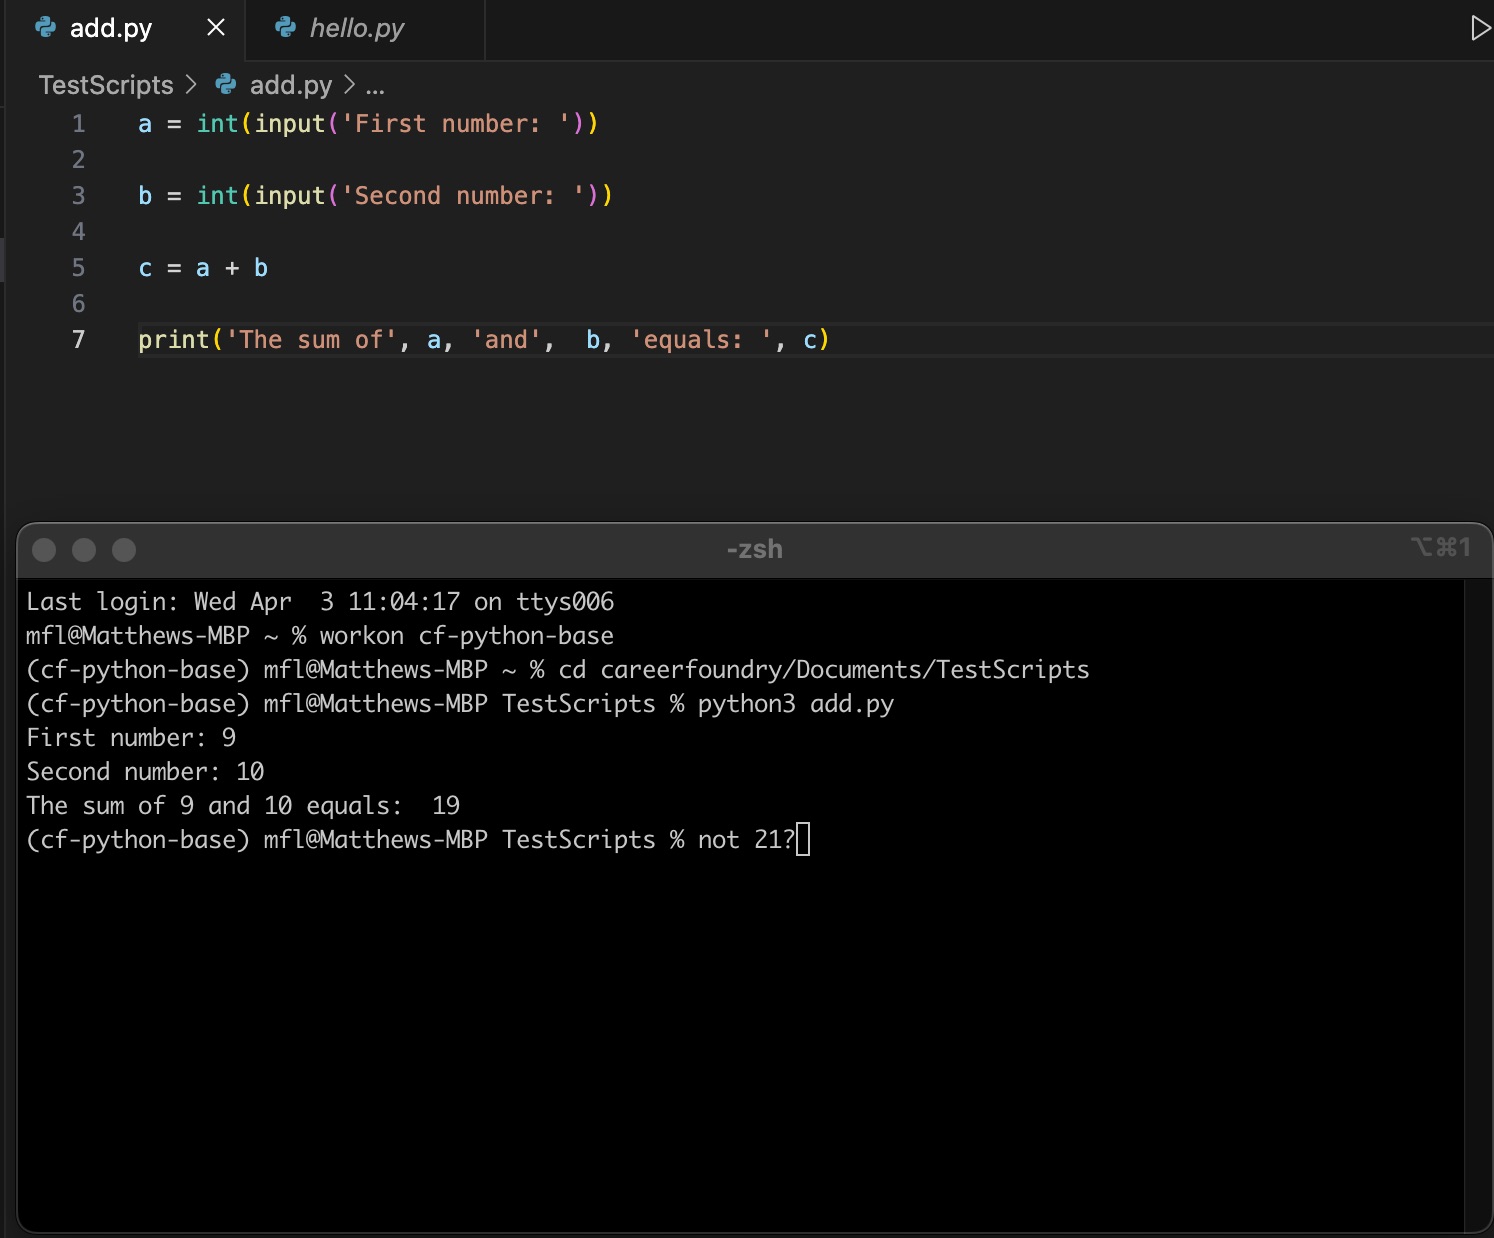 add.py
hello.py
TestScripts > add.py > ...
1 a = int(input('First number: '))
2
3 b = int(input('Second number: '))
4
5 c = a + b
6
7 print('The sum of', a, 'and',  b, 'equals: ', c)
-zsh
⌥⌘1
Last login: Wed Apr  3 11:04:17 on ttys006
mfl@Matthews-MBP ~ % workon cf-python-base
(cf-python-base) mfl@Matthews-MBP ~ % cd careerfoundry/Documents/TestScripts
(cf-python-base) mfl@Matthews-MBP TestScripts % python3 add.py
First number: 9
Second number: 10
The sum of 9 and 10 equals:  19
(cf-python-base) mfl@Matthews-MBP TestScripts % not 21?